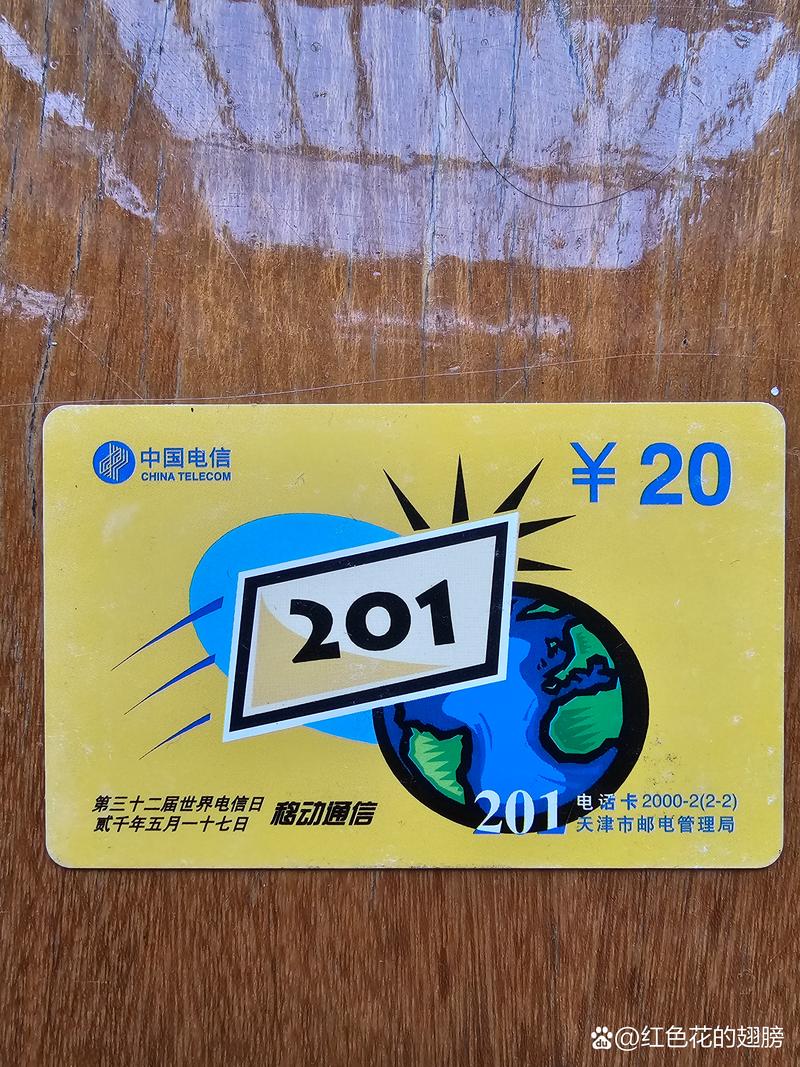 中国电信
CHINA TELECOM
¥ 20
201
第三十二届世界电信日
贰千年五月一十七日
移动通信
201
电话卡 2000-2(2-2)
天津市邮电管理局
du @红色花的翅膀